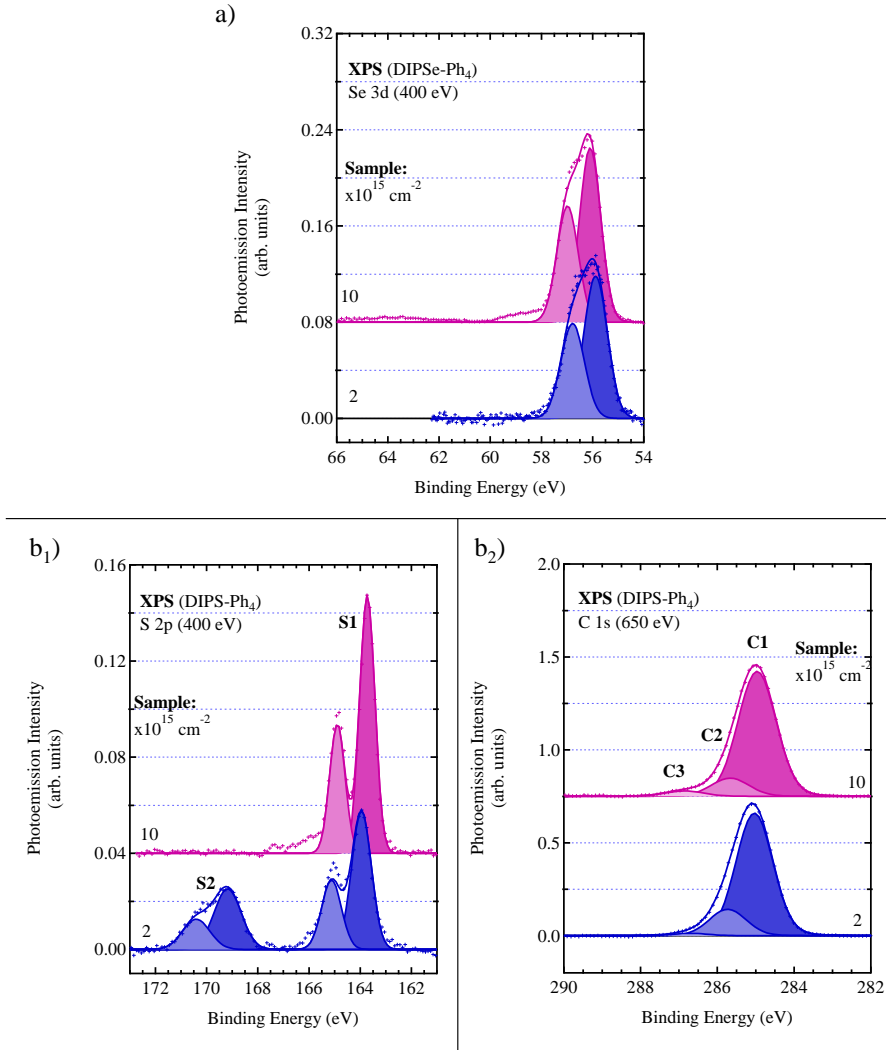 a)
0.32
XPS (DIPSe-Ph4)
Se 3d (400 eV)
0.24
Sample:
x10^15 cm^-2
0.16
10
0.08
2
0.00
Photoemission Intensity
(arb. units)
66 64 62 60 58 56 54
Binding Energy (eV)
b1)
0.16
XPS (DIPS-Ph4)
S 2p (400 eV)
S1
0.12
Sample:
x10^15 cm^-2
0.08
10
0.04
S2
2
0.00
Photoemission Intensity
(arb. units)
172 170 168 166 164 162
Binding Energy (eV)
b2)
2.0
XPS (DIPS-Ph4)
C 1s (650 eV)
C1
Sample:
x10^15 cm^-2
1.5
C2
C3
10
1.0
0.5
2
0.0
Photoemission Intensity
(arb. units)
290 288 286 284 282
Binding Energy (eV)